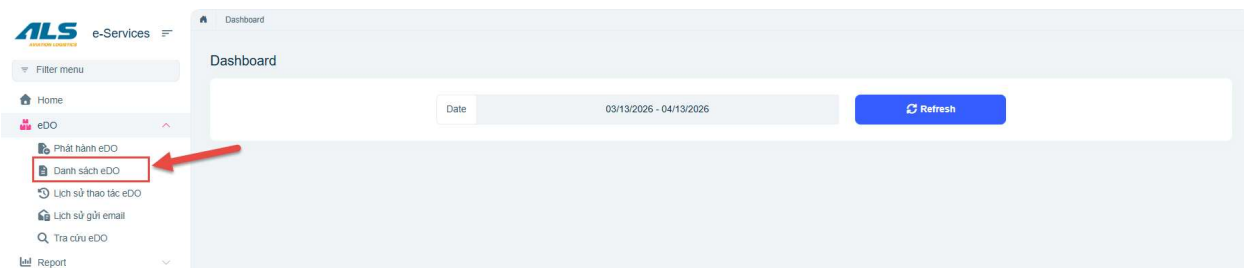 ALS
AVIATION LOGISTICS
e-Services
Filter menu
Home
eDO
Phát hành eDO
Danh sách eDO
Lịch sử thao tác eDO
Lịch sử gửi email
Tra cứu eDO
Report
Dashboard
Dashboard
Date
03/13/2026 - 04/13/2026
Refresh